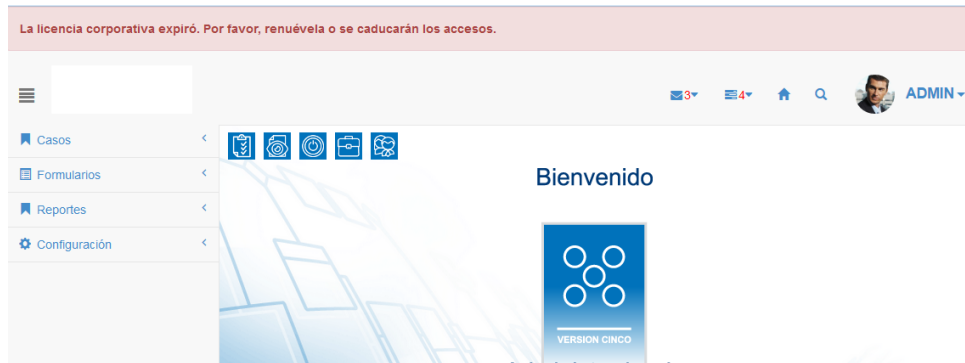 La licencia corporativa expiró. Por favor, renuévela o se caducarán los accesos.
3
4
ADMIN
Casos
Formularios
Reportes
Configuración
Bienvenido
VERSION CINCO